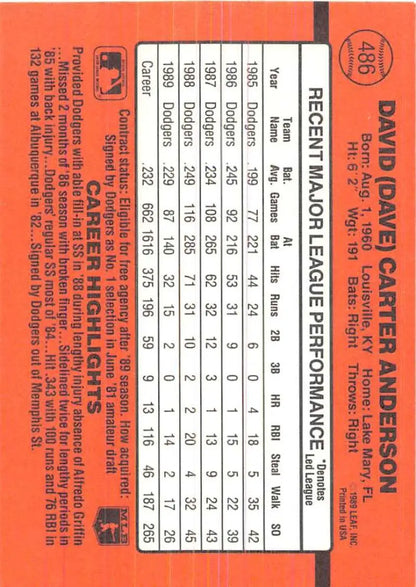 486
DAVID (DAVE) CARTER ANDERSON
Born: Aug. 1, 1960 Louisville, KY Home: Lake Mary, FL
Ht: 6' 2" Wgt: 191 Bats: Right Throws: Right
©1989 LEAF, INC.
Printed in USA
RECENT MAJOR LEAGUE PERFORMANCE *Denotes Led League
Year Team Name Bat. Avg. Games At Bat Hits Runs 2B 3B HR RBI Steal Walk SO
1985 Dodgers .199 77 221 44 24 6 0 4 18 5 35 42
1986 Dodgers .245 92 216 53 31 9 0 1 15 5 22 39
1987 Dodgers .234 108 265 62 32 12 3 1 13 9 24 43
1988 Dodgers .249 116 285 71 31 10 2 2 20 4 32 45
1989 Dodgers .229 87 140 32 15 2 0 1 14 2 17 26
Career .232 662 1616 375 196 59 9 13 116 46 187 265
Contract status: Eligible for free agency after '89 season. How acquired:
Signed by Dodgers as No. 1 selection in June '81 amateur draft
CAREER HIGHLIGHTS
MLB
Provided Dodgers with able fill-in at SS in '88 during lengthy injury absence of Alfredo Griffin
...Missed 2 months of '86 season with broken finger...Sidelined twice for lengthy periods in
'85 with back injury...Dodgers' regular SS most of '84...Hit .343 with 100 runs and 76 RBI in
132 games at Albuquerque in '82...Signed by Dodgers out of Memphis St.